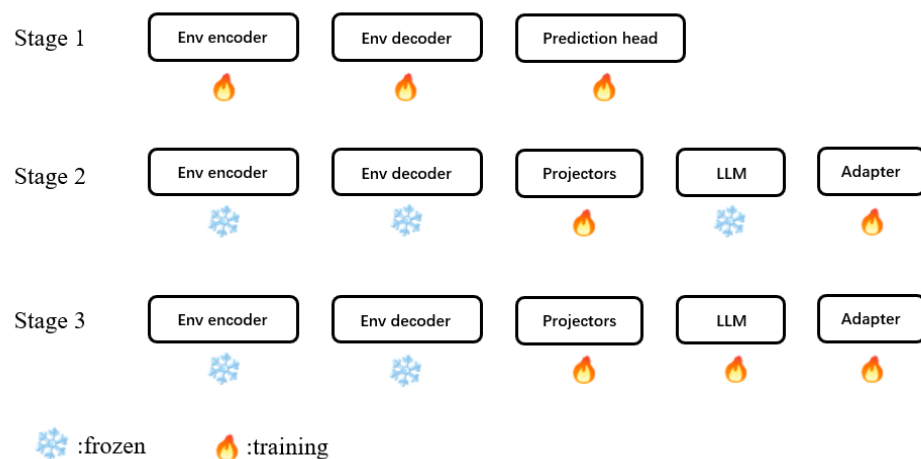 Stage 1 Env encoder Env decoder Prediction head
Stage 2 Env encoder Env decoder Projectors LLM Adapter
Stage 3 Env encoder Env decoder Projectors LLM Adapter
:frozen :training